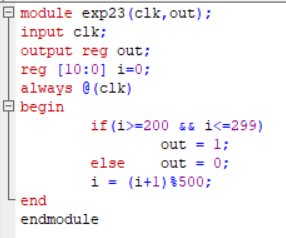 module exp23(clk,out);
input clk;
output reg out;
reg [10:0] i=0;
always @(clk)
begin
if(i>=200 && i<=299)
out = 1;
else out = 0;
i = (i+1)%500;
end
endmodule